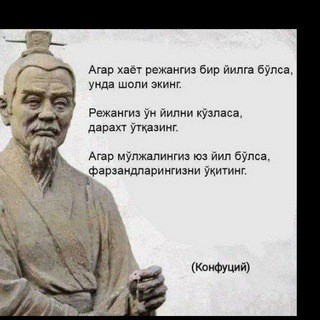 Агар хаёт режангиз бир йилга бўлса,
унда шоли экинг.
Режангиз ўн йилни кўзласа,
дарахт ўтказинг.
Агар мўлжалингиз юз йил бўлса,
фарзандларингизни ўқитинг.
(Конфуций)